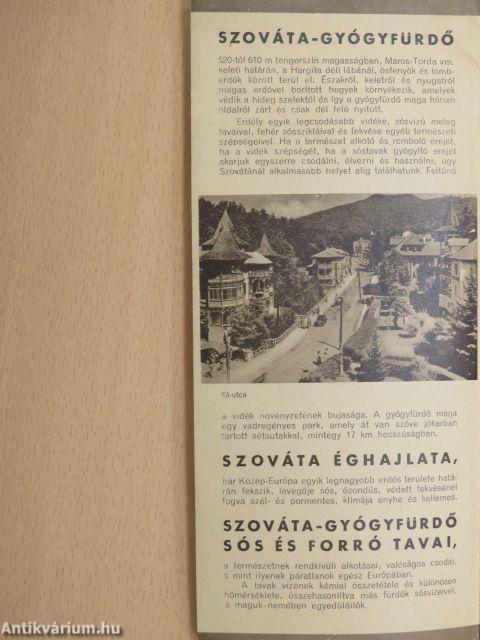 SZOVÁTA-GYÓGYFÜRDŐ
520-tól 610 m tengerszín magasságban, Maros-Torda vm.
keleti határán, a Hargita déli lábánál, ősfenyők és lomb-
erdők között terül el. Északról, keletről és nyugatról
magas erdővel borított hegyek környékezik, amelyek
védik a hideg szelektől és így a gyógyfürdő maga három
oldalról zárt és csak dél felé nyitott.
Erdély egyik legcsodásabb vidéke, sósvizű meleg
tavaival, fehér sósszikláival és fekvése egyéb természeti
szépségeivel. Ha a természet alkotó és romboló erejét,
ha a vidék szépségét, ha a sóstavak gyógyító erejét
akarjuk egyszerre csodálni, élvezni és használni, úgy
Szovátánál alkalmasabb helyet alig találhatunk. Feltűnő
Fő-utca
a vidék növényzetének bujasága. A gyógyfürdő maga
egy vadregényes park, amely át van szőve jókarban
tartott sétautakkal, mintegy 17 km hosszúságban.
SZOVÁTA ÉGHAJLATA,
bár Közép-Európa egyik legnagyobb erdős területe hatá-
rán fekszik, levegője sós, ózondús, védett fekvésénél
fogva szél- és pormentes, klímája enyhe és kellemes.
SZOVÁTA-GYÓGYFÜRDŐ
SÓS ÉS FORRÓ TAVAI,
a természetnek rendkívüli alkotásai, valóságos csodái,
s mint ilyenek páratlanok egész Európában.
A tavak vizének kémiai összetétele és különösen
hőmérséklete, összehasonlítva más fürdők sósvizeivel,
a maguk nemében egyedülállók.
Antikvárium.hu